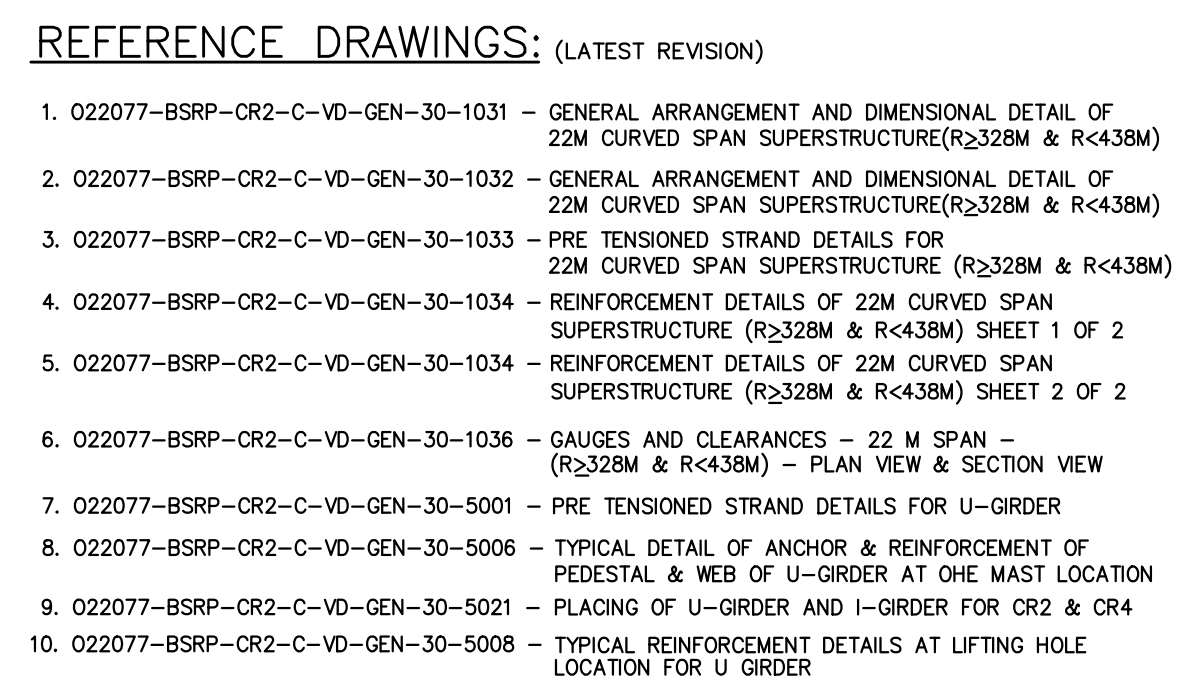 REFERENCE DRAWINGS: (LATEST REVISION)
1. O22077-BSRP-CR2-C-VD-GEN-30-1031 - GENERAL ARRANGEMENT AND DIMENSIONAL DETAIL OF
22M CURVED SPAN SUPERSTRUCTURE(R≥328M & R<438M)
2. O22077-BSRP-CR2-C-VD-GEN-30-1032 - GENERAL ARRANGEMENT AND DIMENSIONAL DETAIL OF
22M CURVED SPAN SUPERSTRUCTURE(R≥328M & R<438M)
3. O22077-BSRP-CR2-C-VD-GEN-30-1033 - PRE TENSIONED STRAND DETAILS FOR
22M CURVED SPAN SUPERSTRUCTURE (R≥328M & R<438M)
4. O22077-BSRP-CR2-C-VD-GEN-30-1034 - REINFORCEMENT DETAILS OF 22M CURVED SPAN
SUPERSTRUCTURE (R≥328M & R<438M) SHEET 1 OF 2
5. O22077-BSRP-CR2-C-VD-GEN-30-1034 - REINFORCEMENT DETAILS OF 22M CURVED SPAN
SUPERSTRUCTURE (R≥328M & R<438M) SHEET 2 OF 2
6. O22077-BSRP-CR2-C-VD-GEN-30-1036 - GAUGES AND CLEARANCES - 22 M SPAN -
(R≥328M & R<438M) - PLAN VIEW & SECTION VIEW
7. O22077-BSRP-CR2-C-VD-GEN-30-5001 - PRE TENSIONED STRAND DETAILS FOR U-GIRDER
8. O22077-BSRP-CR2-C-VD-GEN-30-5006 - TYPICAL DETAIL OF ANCHOR & REINFORCEMENT OF
PEDESTAL & WEB OF U-GIRDER AT OHE MAST LOCATION
9. O22077-BSRP-CR2-C-VD-GEN-30-5021 - PLACING OF U-GIRDER AND I-GIRDER FOR CR2 & CR4
10. O22077-BSRP-CR2-C-VD-GEN-30-5008 - TYPICAL REINFORCEMENT DETAILS AT LIFTING HOLE
LOCATION FOR U GIRDER